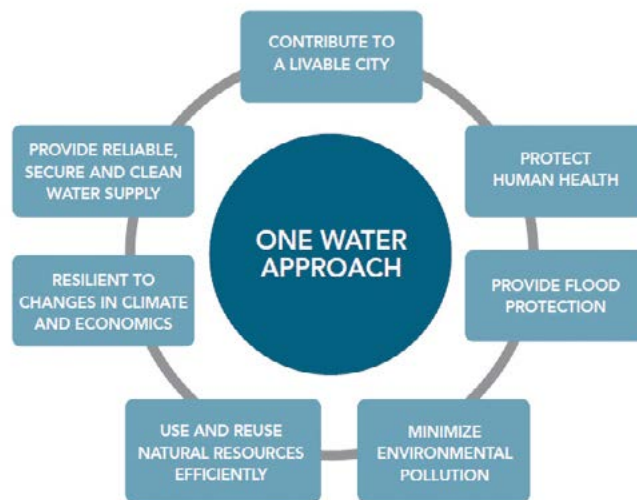 CONTRIBUTE TO
A LIVABLE CITY
PROVIDE RELIABLE,
SECURE AND CLEAN
WATER SUPPLY
PROTECT
HUMAN HEALTH
ONE WATER
APPROACH
RESILIENT TO
CHANGES IN CLIMATE
AND ECONOMICS
PROVIDE FLOOD
PROTECTION
USE AND REUSE
NATURAL RESOURCES
EFFICIENTLY
MINIMIZE
ENVIRONMENTAL
POLLUTION